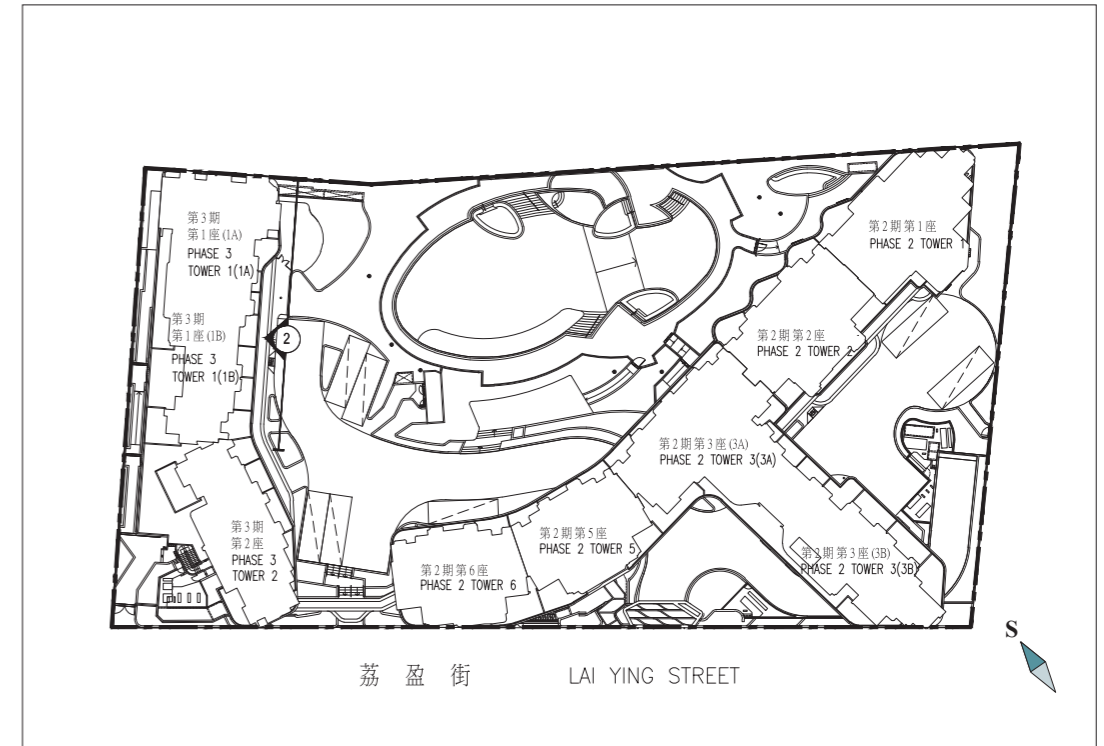 第3期
第1座(1A)
PHASE 3
TOWER 1(1A)
第3期
第1座(1B)
PHASE 3
TOWER 1(1B)
2
第2期第1座
PHASE 2 TOWER 1
第2期第2座
PHASE 2 TOWER 2
第2期第3座(3A)
PHASE 2 TOWER 3(3A)
第3期
第2座
PHASE 3
TOWER 2
第2期第5座
PHASE 2 TOWER 5
第2期第6座
PHASE 2 TOWER 6
第2期第3座(3B)
PHASE 2 TOWER 3(3B)
S
荔盈街 LAI YING STREET